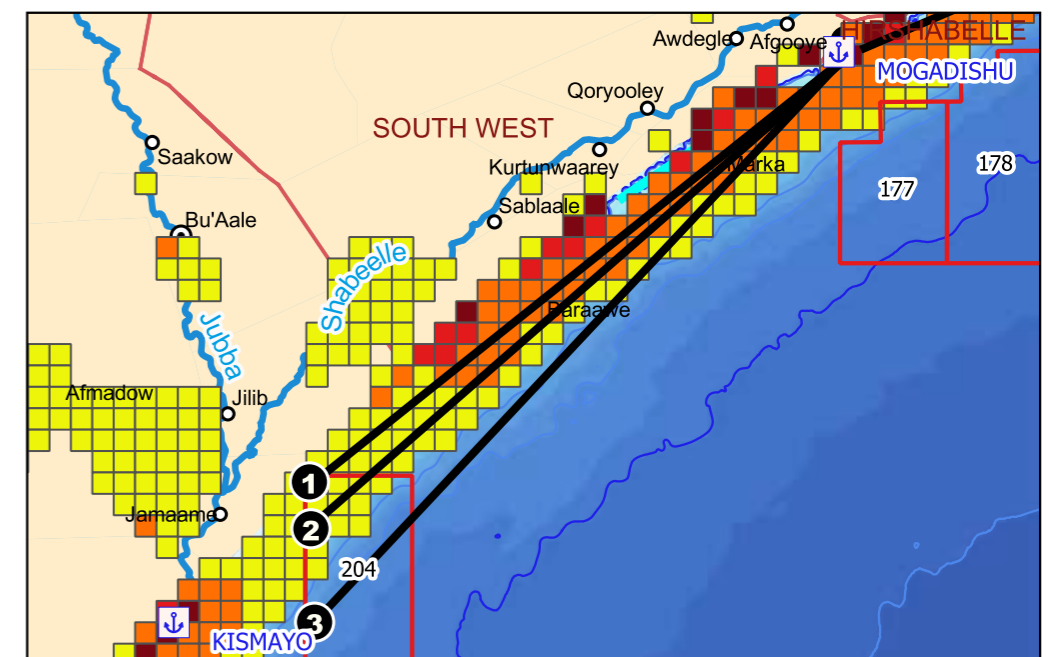 HIRSHABELLE
Awdegle
Afgooye
MOGADISHU
Qoryooley
SOUTH WEST
Saakow
Kurtunwaarey
Marka
178
177
Sablaale
Bu'Aale
Shabeelle
Baraawe
Jubba
Afmadow
Jilib
1
Jamaame
2
204
3
KISMAYO